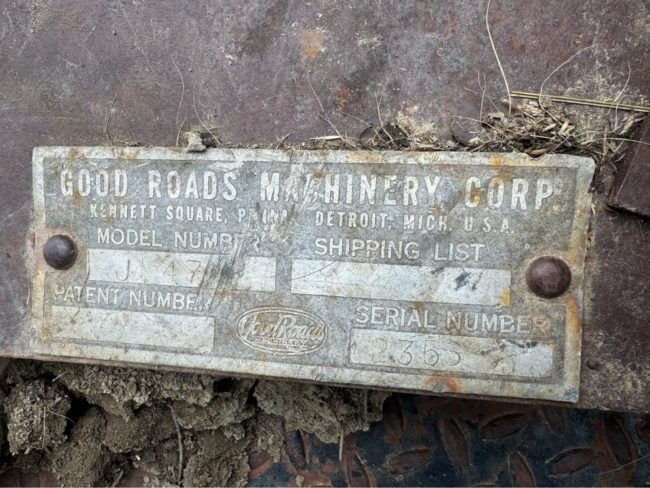 GOOD ROADS MACHINERY CORP.
KENNETT SQUARE, PENNA. DETROIT, MICH. U.S.A.
MODEL NUMBER SHIPPING LIST
J 47
PATENT NUMBER
Good Roads
SERIAL NUMBER